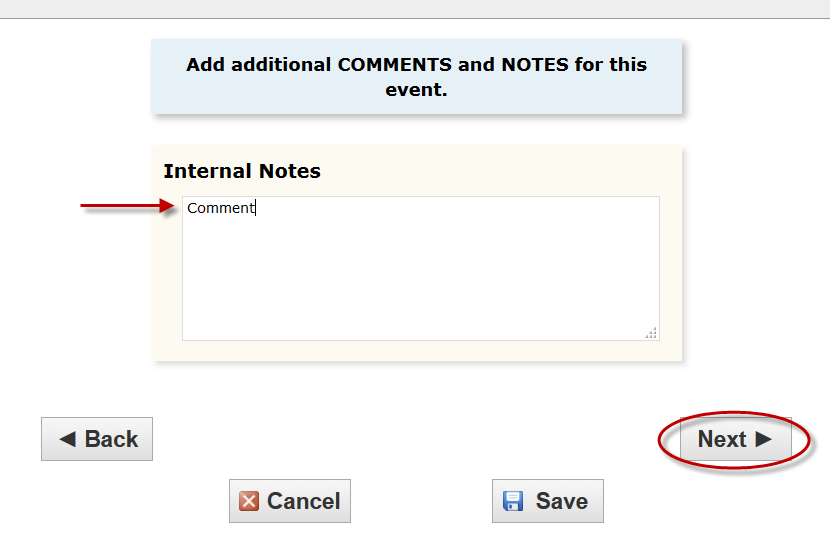 Add additional COMMENTS and NOTES for this
event.
Internal Notes
Comment
Back
Next
Cancel
Save